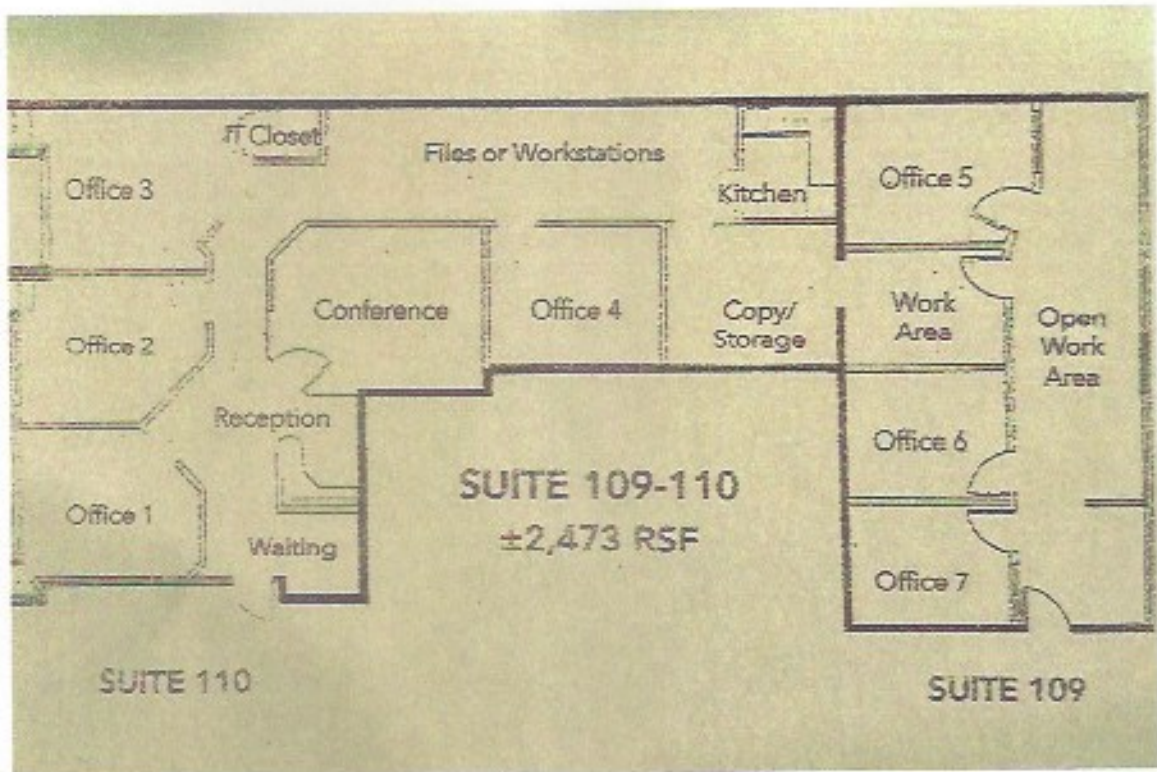 IT Closet
Files or Workstations
Office 3
Kitchen
Office 5
Conference
Office 4
Copy/
Storage
Work
Area
Open
Work
Area
Office 2
Reception
Office 6
SUITE 109-110
±2,473 RSF
Office 1
Waiting
Office 7
SUITE 110
SUITE 109